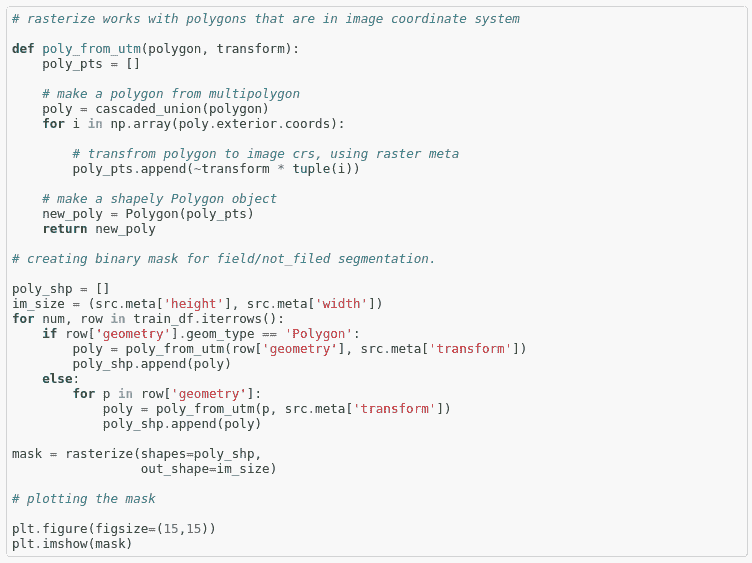 # rasterize works with polygons that are in image coordinate system

def poly_from_utm(polygon, transform):
    poly_pts = []

    # make a polygon from multipolygon
    poly = cascaded_union(polygon)
    for i in np.array(poly.exterior.coords):

        # transfrom polygon to image crs, using raster meta
        poly_pts.append(~transform * tuple(i))

    # make a shapely Polygon object
    new_poly = Polygon(poly_pts)
    return new_poly

# creating binary mask for field/not_filed segmentation.

poly_shp = []
im_size = (src.meta['height'], src.meta['width'])
for num, row in train_df.iterrows():
    if row['geometry'].geom_type == 'Polygon':
        poly = poly_from_utm(row['geometry'], src.meta['transform'])
        poly_shp.append(poly)
    else:
        for p in row['geometry']:
            poly = poly_from_utm(p, src.meta['transform'])
            poly_shp.append(poly)

mask = rasterize(shapes=poly_shp,
                 out_shape=im_size)

# plotting the mask

plt.figure(figsize=(15,15))
plt.imshow(mask)